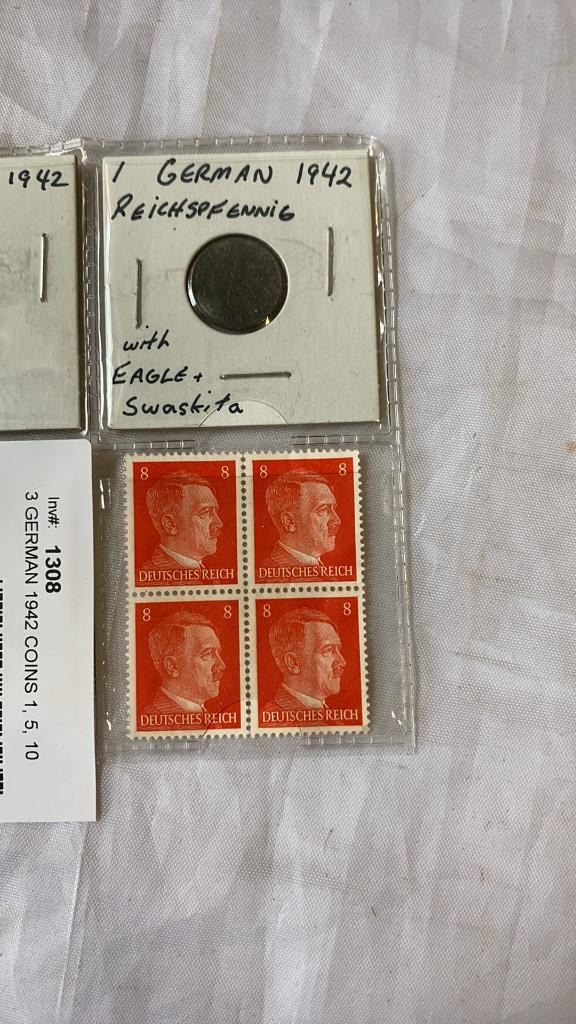 1942
1 GERMAN 1942
REICHSPFENNIG
with
EAGLE +
Swaskita
Inv#: 1308
3 GERMAN 1942 COINS 1, 5, 10
8 8
DEUTSCHES REICH
8 8
DEUTSCHES REICH
8 8
DEUTSCHES REICH
8 8
DEUTSCHES REICH